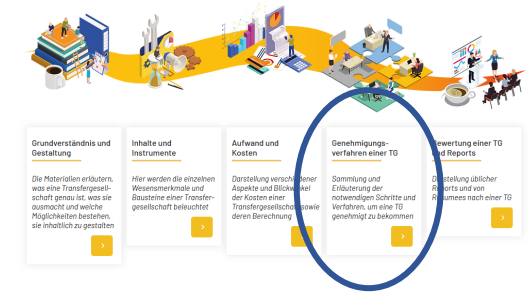 Grundverständnis und
Gestaltung
Die Materialien erläutern,
was eine Transfergesell-
schaft genau ist, was sie
ausmacht und welche
Möglichkeiten bestehen,
sie inhaltlich zu gestalten
Inhalte und
Instrumente
Hier werden die einzelnen
Wesensmerkmale und
Bausteine einer Transfer-
gesellschaft beleuchtet
Aufwand und
Kosten
Darstellung verschiedener
Aspekte und Blickwinkel
der Kosten einer
Transfergesellschaft sowie
deren Berechnung
Genehmigungs-
verfahren einer TG
Sammlung und
Erläuterung der
notwendigen Schritte und
Verfahren, um eine TG
genehmigt zu bekommen
Bewertung einer TG
und Reports
Darstellung üblicher
Reports und von
Resumees nach einer TG